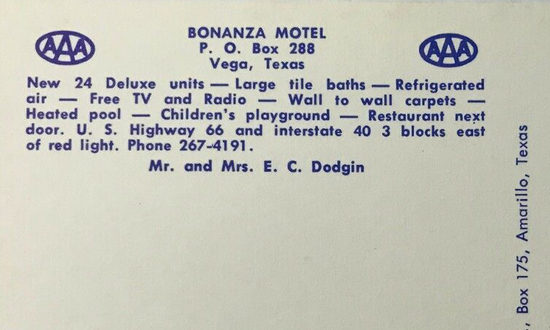 AAA
AAA
BONANZA MOTEL
P. O. Box 288
Vega, Texas
New 24 Deluxe units — Large tile baths — Refrigerated
air — Free TV and Radio — Wall to wall carpets —
Heated pool — Children's playground — Restaurant next
door. U. S. Highway 66 and interstate 40 3 blocks east
of red light. Phone 267-4191.
Mr. and Mrs. E. C. Dodgin
, Box 175, Amarillo, Texas